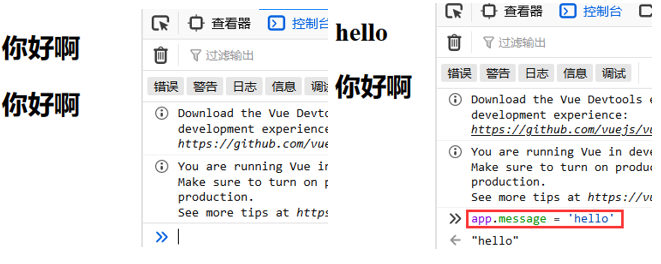 你好啊
你好啊
查看器
控制台
过滤输出
错误 警告 日志 信息 调试
Download the Vue Devtools
development experience:
https://github.com/vue
You are running Vue in
Make sure to turn on produc
production.
See more tips at https:/
hello
你好啊
查看器
控制台
过滤输出
错误 警告 日志 信息 调试
Download the Vue Devtools e
development experience:
https://github.com/vuejs/vu
You are running Vue in deve
Make sure to turn on produc
production.
See more tips at https://vu
app.message = 'hello'
"hello"